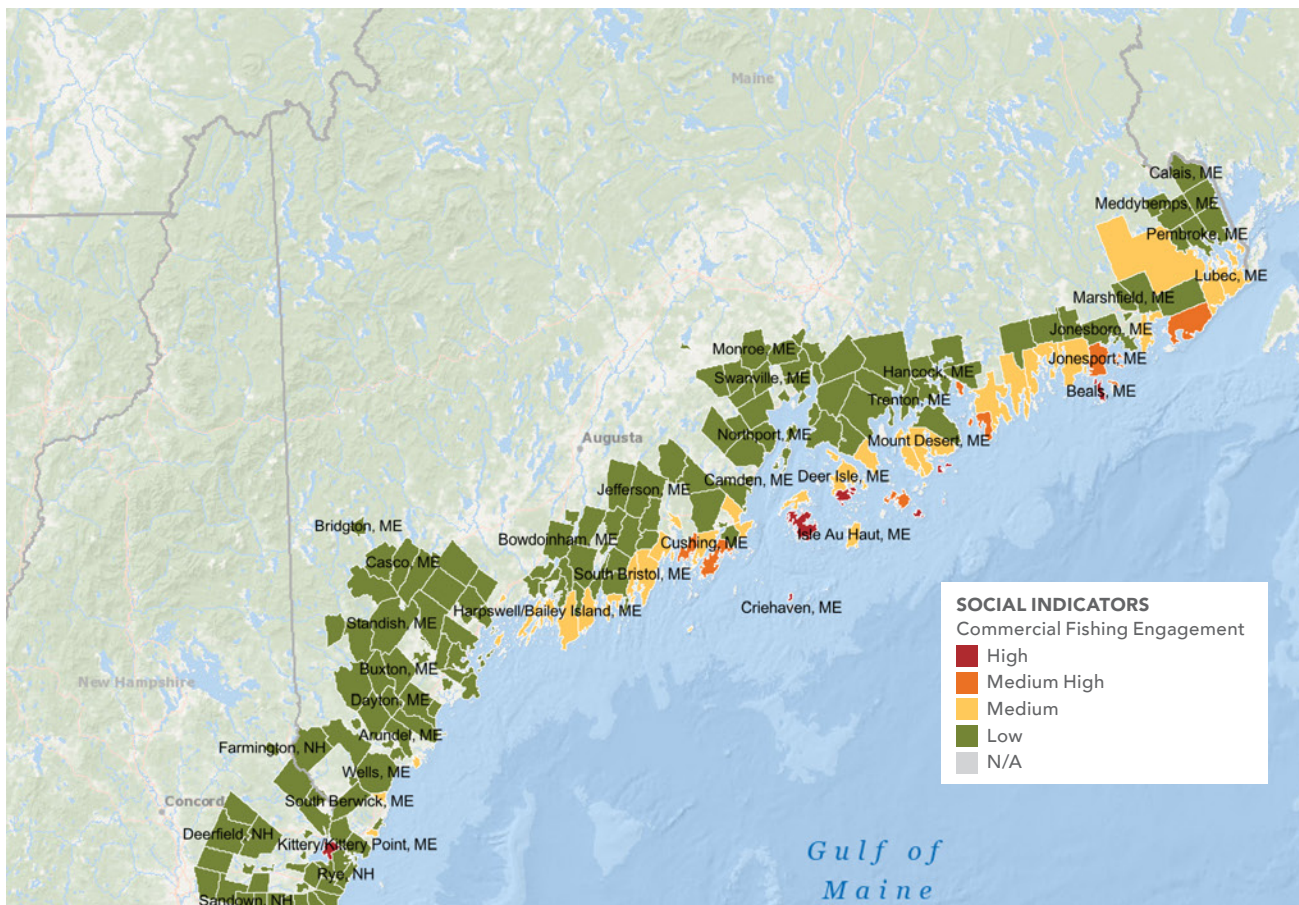 Maine
Calais, ME
Meddybemps, ME
Pembroke, ME
Lubec, ME
Marshfield, ME
Jonesboro, ME
Monroe, ME
Jonesport, ME
Swanville, ME
Hancock, ME
Beals, ME
Trenton, ME
Northport, ME
Augusta
Mount Desert, ME
Camden, ME
Deer Isle, ME
Jefferson, ME
Bridgton, ME
Bowdoinham, ME
Cushing, ME
Isle Au Haut, ME
Casco, ME
South Bristol, ME
Harpswell/Bailey Island, ME
Criehaven, ME
Standish, ME
Buxton, ME
New Hampshire
Dayton, ME
Arundel, ME
Farmington, NH
Wells, ME
Concord
South Berwick, ME
Deerfield, NH
Kittery/Kittery Point, ME
Rye, NH
Sandown, NH
Gulf of
Maine
SOCIAL INDICATORS
Commercial Fishing Engagement
High
Medium High
Medium
Low
N/A